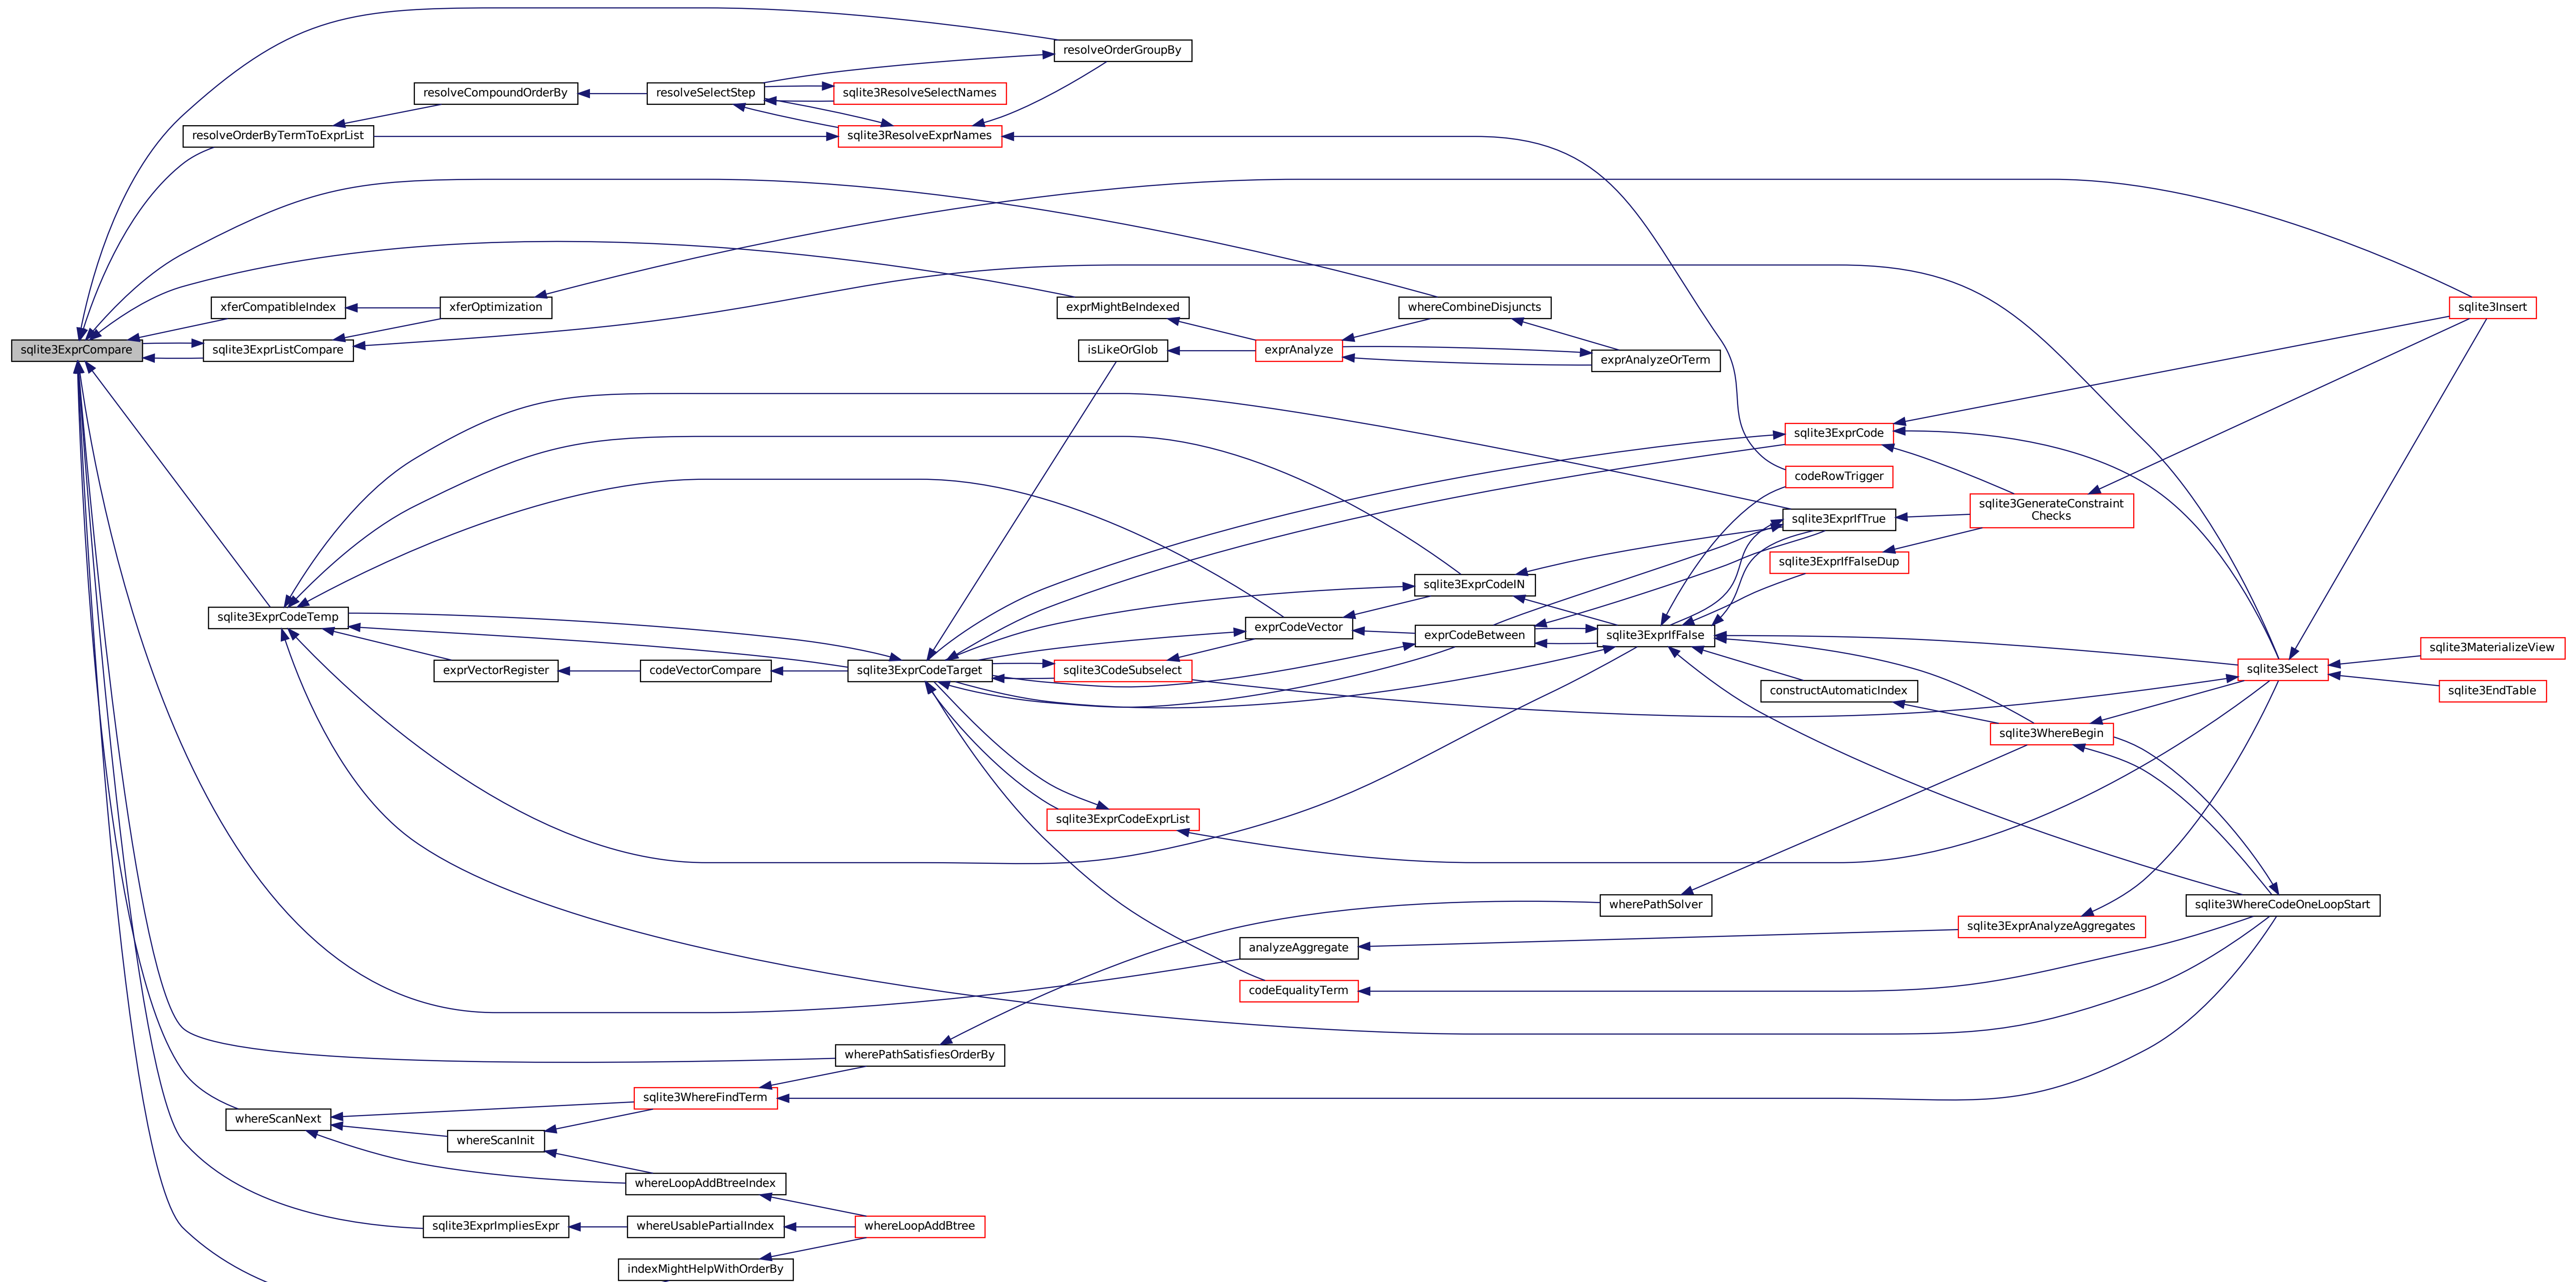 resolveOrderGroupBy
resolveCompoundOrderBy
resolveSelectStep
sqlite3ResolveSelectNames
resolveOrderByTermToExprList
sqlite3ResolveExprNames
xferCompatibleIndex
xferOptimization
exprMightBeIndexed
whereCombineDisjuncts
sqlite3Insert
sqlite3ExprCompare
sqlite3ExprListCompare
isLikeOrGlob
exprAnalyze
exprAnalyzeOrTerm
sqlite3ExprCode
codeRowTrigger
sqlite3GenerateConstraint
Checks
sqlite3ExprIfTrue
sqlite3ExprIfFalseDup
sqlite3ExprCodeIN
sqlite3ExprCodeTemp
exprCodeVector
exprCodeBetween
sqlite3ExprIfFalse
sqlite3MaterializeView
exprVectorRegister
codeVectorCompare
sqlite3ExprCodeTarget
sqlite3CodeSubselect
sqlite3Select
constructAutomaticIndex
sqlite3EndTable
sqlite3WhereBegin
sqlite3ExprCodeExprList
wherePathSolver
sqlite3WhereCodeOneLoopStart
sqlite3ExprAnalyzeAggregates
analyzeAggregate
codeEqualityTerm
wherePathSatisfiesOrderBy
sqlite3WhereFindTerm
whereScanNext
whereScanInit
whereLoopAddBtreeIndex
sqlite3ExprImpliesExpr
whereUsablePartialIndex
whereLoopAddBtree
indexMightHelpWithOrderBy